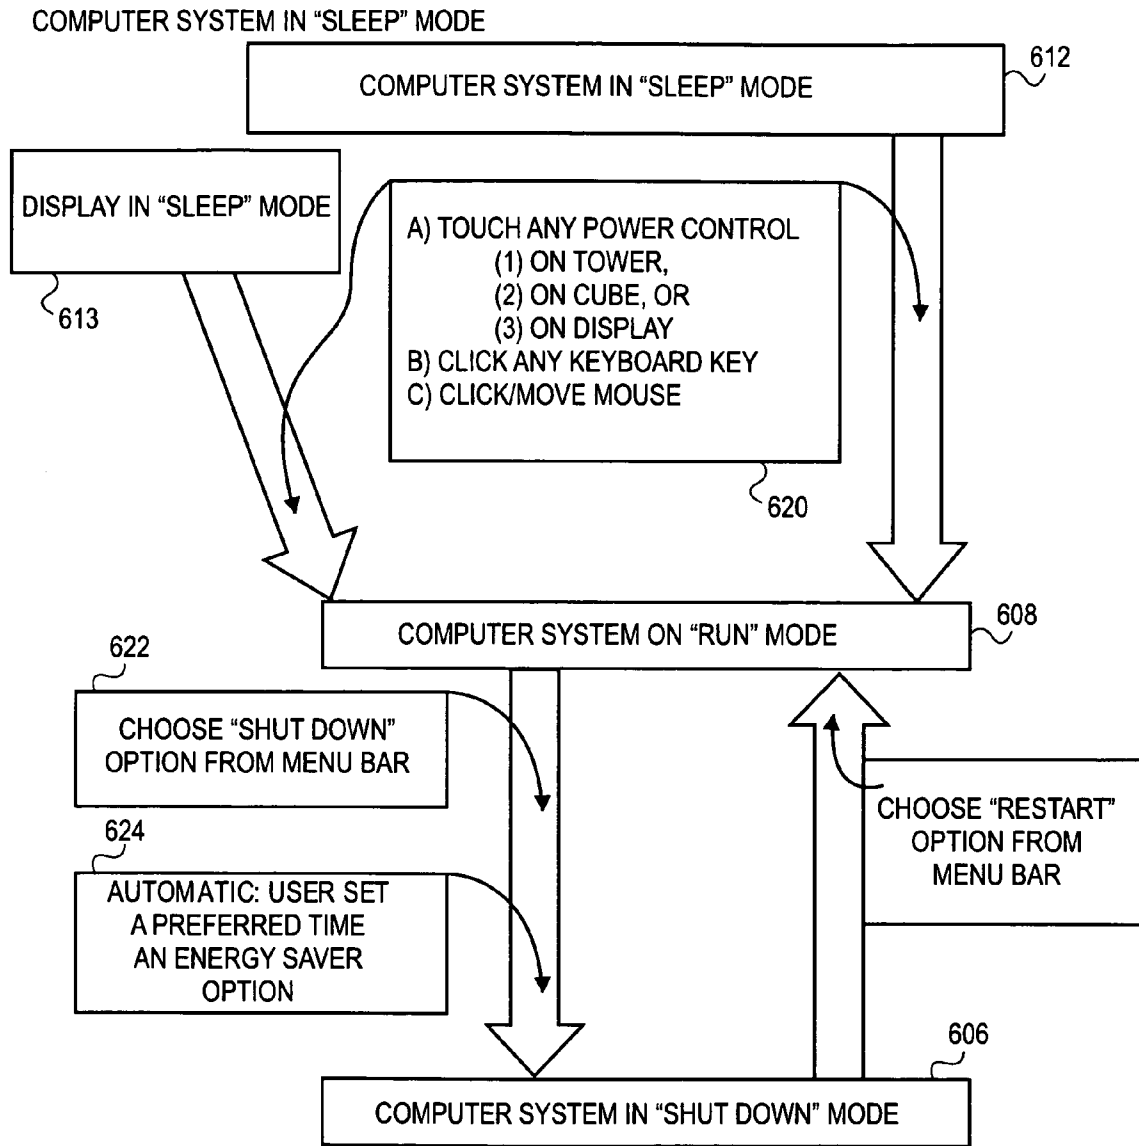 COMPUTER SYSTEM IN “SLEEP” MODE
COMPUTER SYSTEM IN “SLEEP” MODE
612
DISPLAY IN “SLEEP” MODE
613
A) TOUCH ANY POWER CONTROL
(1) ON TOWER,
(2) ON CUBE, OR
(3) ON DISPLAY
B) CLICK ANY KEYBOARD KEY
C) CLICK/MOVE MOUSE
620
COMPUTER SYSTEM ON “RUN” MODE
608
622
CHOOSE “SHUT DOWN”
OPTION FROM MENU BAR
624
AUTOMATIC: USER SET
A PREFERRED TIME
AN ENERGY SAVER
OPTION
CHOOSE “RESTART”
OPTION FROM
MENU BAR
606
COMPUTER SYSTEM IN “SHUT DOWN” MODE